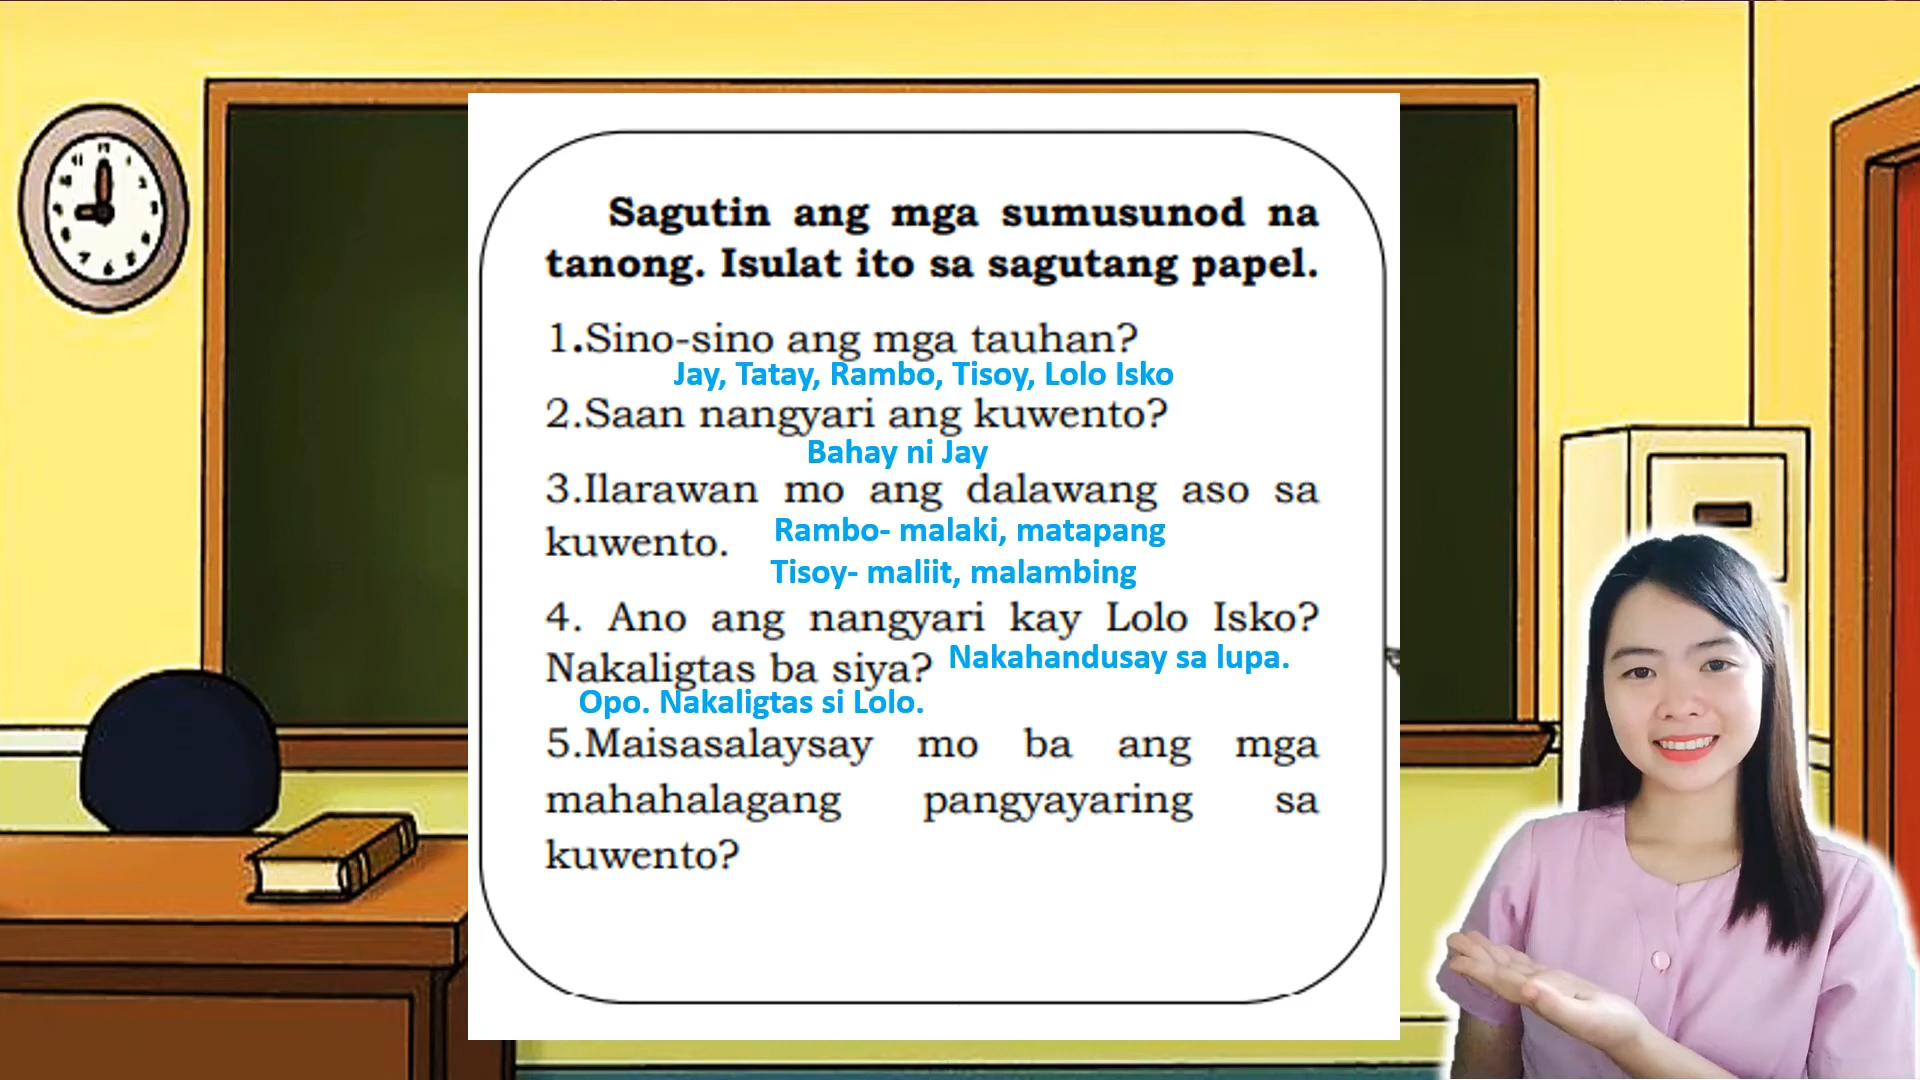 Sagutin ang mga sumusunod na
tanong. Isulat ito sa sagutang papel.
1.Sino-sino ang mga tauhan?
Jay, Tatay, Rambo, Tisoy, Lolo Isko
2.Saan nangyari ang kuwento?
Bahay ni Jay
3.Ilarawan mo ang dalawang aso sa
kuwento.
Rambo- malaki, matapang
Tisoy- maliit, malambing
4. Ano ang nangyari kay Lolo Isko?
Nakaligtas ba siya?
Nakahandusay sa lupa.
Opo. Nakaligtas si Lolo.
5.Maisasalaysay mo ba ang mga
mahahalagang pangyayaring sa
kuwento?